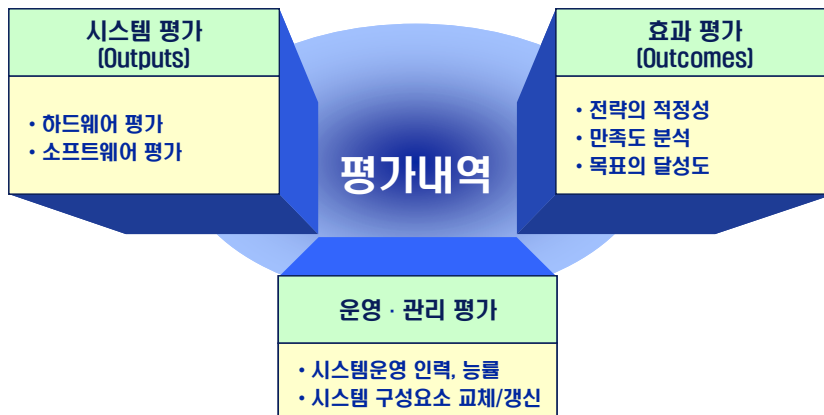 시스템 평가
(Outputs)
• 하드웨어 평가
• 소프트웨어 평가
효과 평가
(Outcomes)
• 전략의 적정성
• 만족도 분석
• 목표의 달성도
평가내역
운영 · 관리 평가
• 시스템운영 인력, 능률
• 시스템 구성요소 교체/갱신